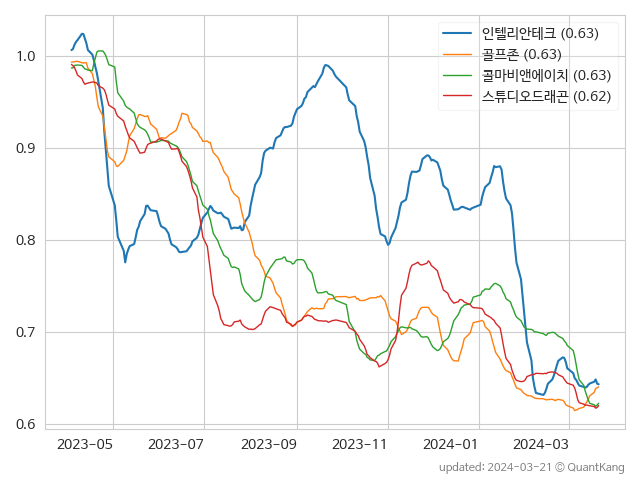 인텔리안테크 (0.63)
골프존 (0.63)
콜마비앤에이치 (0.63)
스튜디오드래곤 (0.62)
1.0
0.9
0.8
0.7
0.6
2023-05 2023-07 2023-09 2023-11 2024-01 2024-03
updated: 2024-03-21 © QuantKang